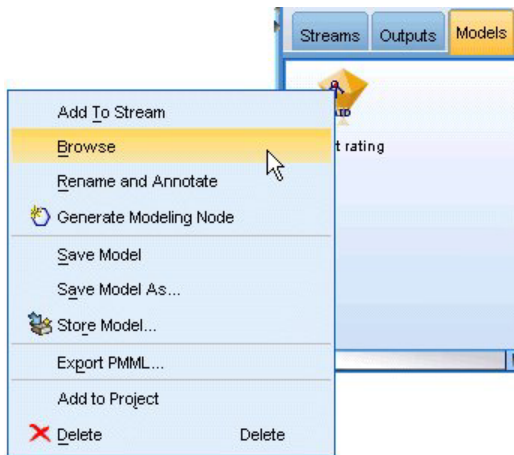 Streams Outputs Models
t rating
Add To Stream
Browse
Rename and Annotate
Generate Modeling Node
Save Model
Save Model As...
Store Model...
Export PMML...
Add to Project
Delete Delete